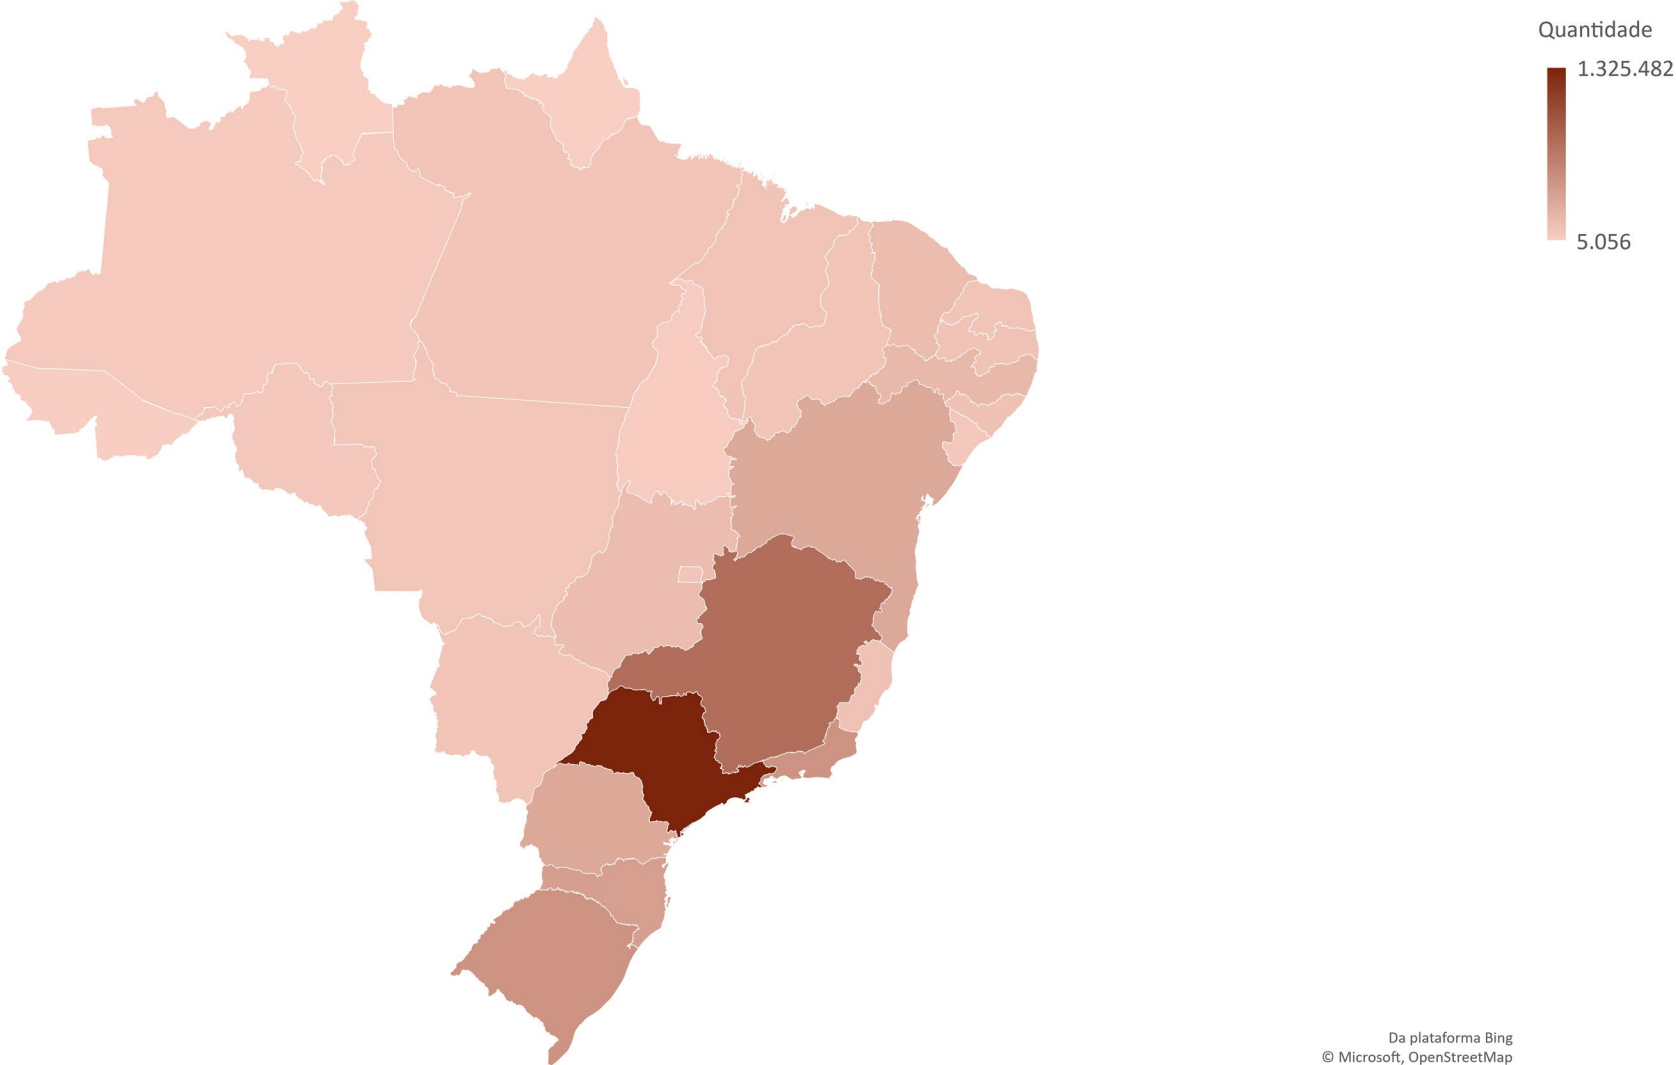 Quantidade
1.325.482
5.056
Da plataforma Bing
© Microsoft, OpenStreetMap